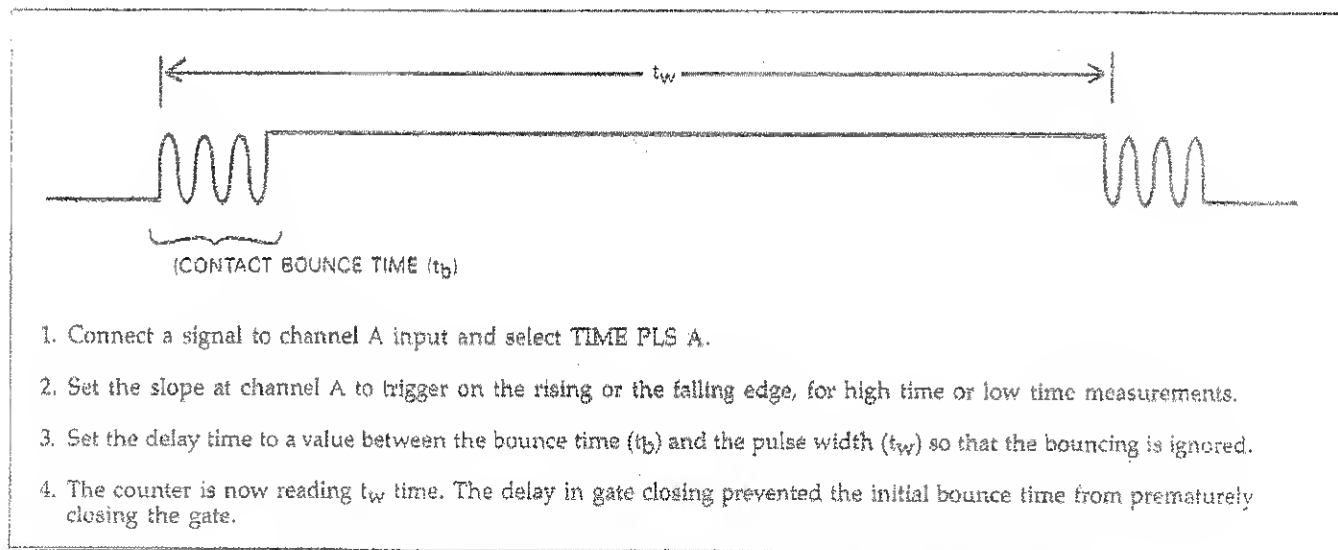 tw
(CONTACT BOUNCE TIME (tb)
1. Connect a signal to channel A input and select TIME PLS A.
2. Set the slope at channel A to trigger on the rising or the falling edge, for high time or low time measurements.
3. Set the delay time to a value between the bounce time (tb) and the pulse width (tw) so that the bouncing is ignored.
4. The counter is now reading tw time. The delay in gate closing prevented the initial bounce time from prematurely
closing the gate.